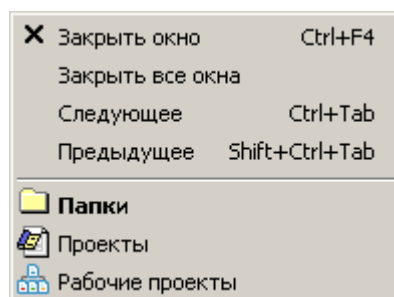 Закрыть окно Ctrl+F4
Закрыть все окна
Следующее Ctrl+Tab
Предыдущее Shift+Ctrl+Tab
Папки
Проекты
Рабочие проекты